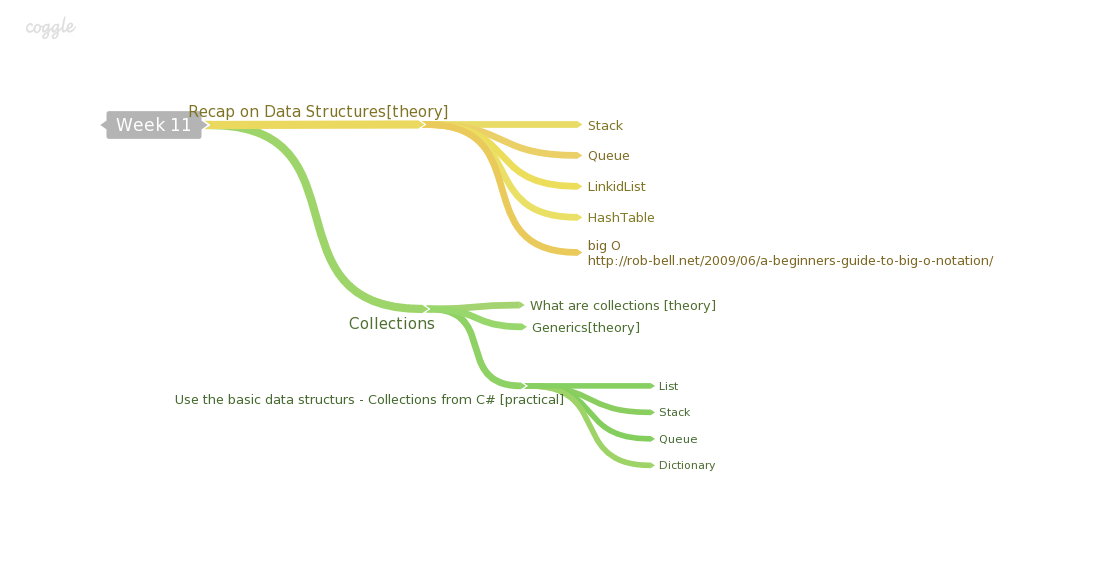 coggle
Week 11
Recap on Data Structures[theory]
Stack
Queue
LinkidList
HashTable
big O
http://rob-bell.net/2009/06/a-beginners-guide-to-big-o-notation/
Collections
What are collections [theory]
Generics[theory]
Use the basic data structurs - Collections from C# [practical]
List
Stack
Queue
Dictionary